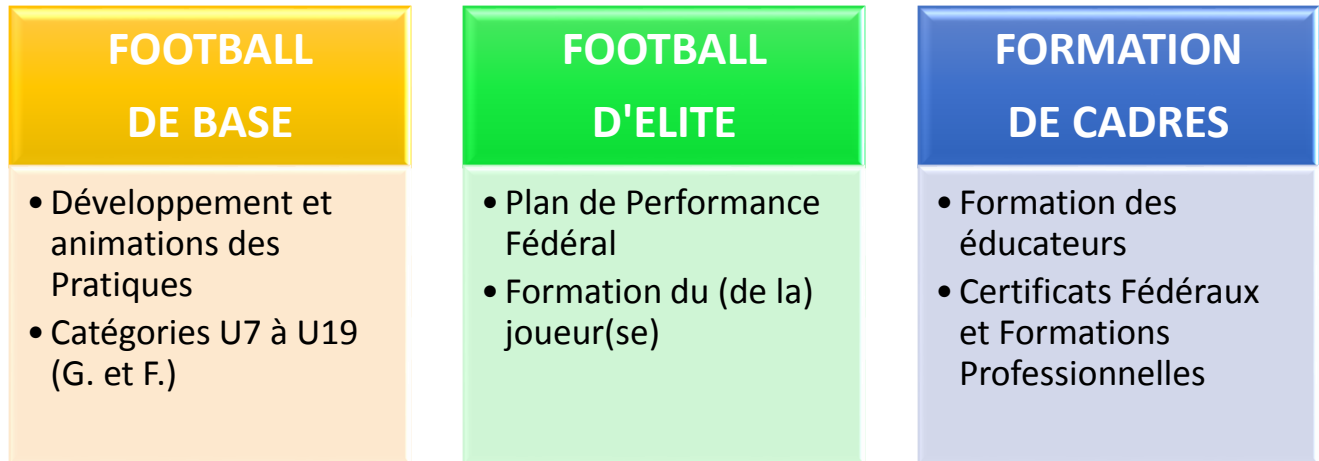 FOOTBALL
DE BASE
• Développement et
animations des
Pratiques
• Catégories U7 à U19
(G. et F.)
FOOTBALL
D'ELITE
• Plan de Performance
Fédéral
• Formation du (de la)
joueur(se)
FORMATION
DE CADRES
• Formation des
éducateurs
• Certificats Fédéraux
et Formations
Professionnelles